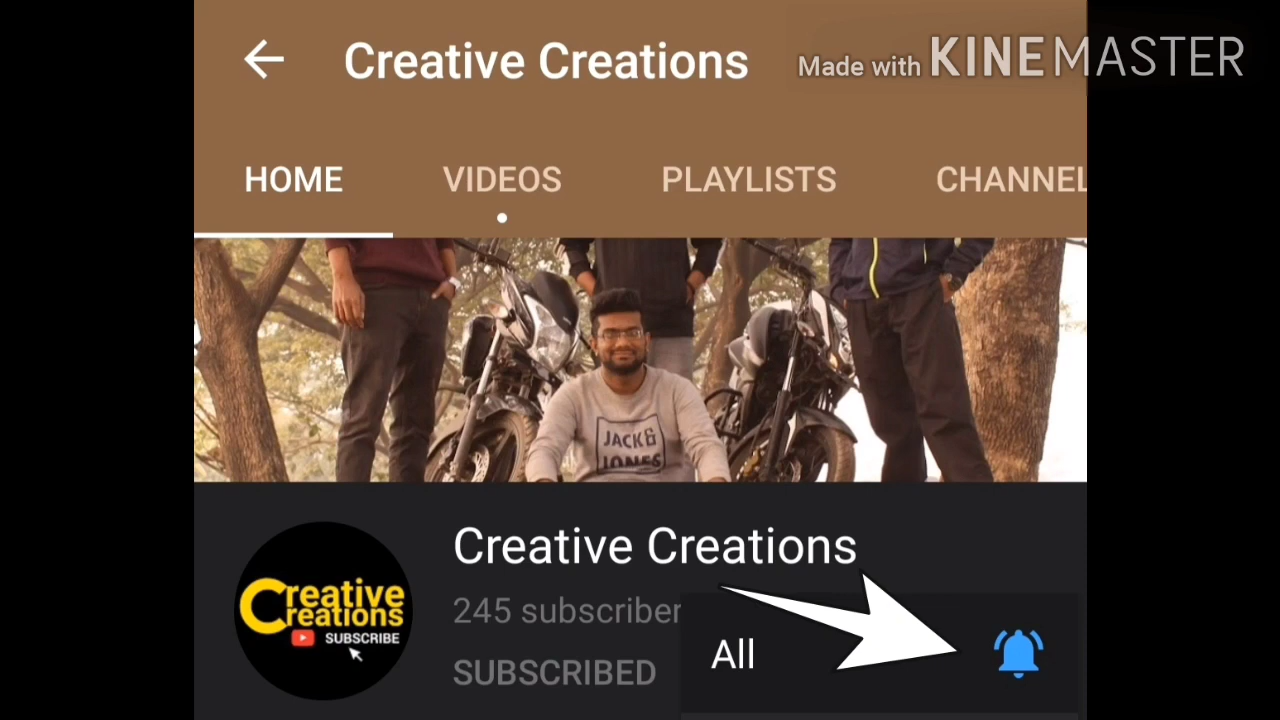 Creative Creations
Made with KINEMASTER
HOME VIDEOS PLAYLISTS CHANNEL
JACK&
JONES
Creative Creations
Creative
Creations
SUBSCRIBE
245 subscriber
All
SUBSCRIBED